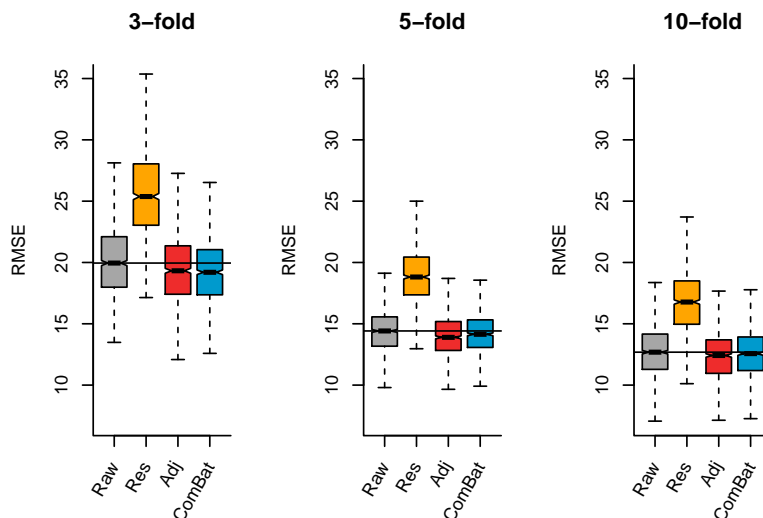 3−fold
5−fold
10−fold
RMSE
35
30
25
20
15
10
Raw
Res
Adj
ComBat
RMSE
35
30
25
20
15
10
Raw
Res
Adj
ComBat
RMSE
35
30
25
20
15
10
Raw
Res
Adj
ComBat